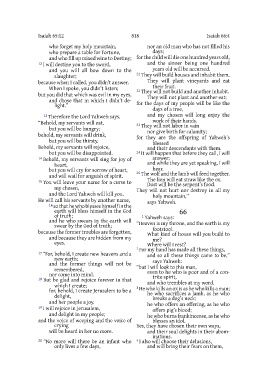 Isaiah 65:12 818 Isaiah 66:4
who forget my holy mountain,
who prepare a table for Fortune,
and who fill up mixed wine to Destiny;
12 I will destine you to the sword,
and you will all bow down to the
slaughter;
because when I called, you didn't answer.
When I spoke, you didn't listen;
but you did that which was evil in my eyes,
and chose that in which I didn't de-
light."
13 Therefore the Lord Yahweh says,
"Behold, my servants will eat,
but you will be hungry;
behold, my servants will drink,
but you will be thirsty.
Behold, my servants will rejoice,
but you will be disappointed.
14 Behold, my servants will sing for joy of
heart,
but you will cry for sorrow of heart,
and will wail for anguish of spirit.
15 You will leave your name for a curse to
my chosen,
and the Lord Yahweh will kill you.
He will call his servants by another name,
16 so that he who blesses himself in the
earth will bless himself in the God
of truth;
and he who swears in the earth will
swear by the God of truth;
because the former troubles are forgotten,
and because they are hidden from my
eyes.
17 "For, behold, I create new heavens and a
new earth;
and the former things will not be
remembered,
nor come into mind.
18 But be glad and rejoice forever in that
which I create;
for, behold, I create Jerusalem to be a
delight,
and her people a joy.
19 I will rejoice in Jerusalem,
and delight in my people;
and the voice of weeping and the voice of
crying
will be heard in her no more.
20 "No more will there be an infant who
only lives a few days,
nor an old man who has not filled his
days;
for the child will die one hundred years old,
and the sinner being one hundred
years old will be accursed.
21 They will build houses and inhabit them.
They will plant vineyards and eat
their fruit.
22 They will not build and another inhabit.
They will not plant and another eat:
for the days of my people will be like the
days of a tree,
and my chosen will long enjoy the
work of their hands.
23 They will not labor in vain
nor give birth for calamity;
for they are the offspring of Yahweh's
blessed
and their descendants with them.
24 It will happen that before they call, I will
answer;
and while they are yet speaking, I will
hear.
25 The wolf and the lamb will feed together.
The lion will eat straw like the ox.
Dust will be the serpent's food.
They will not hurt nor destroy in all my
holy mountain,"
says Yahweh.
66
1 Yahweh says:
"Heaven is my throne, and the earth is my
footstool.
What kind of house will you build to
me?
Where will I rest?
2 For my hand has made all these things,
and so all these things came to be,"
says Yahweh:
"but I will look to this man,
even to he who is poor and of a con-
trite spirit,
and who trembles at my word.
3 He who kills an ox is as he who kills a man;
he who sacrifices a lamb, as he who
breaks a dog's neck;
he who offers an offering, as he who
offers pig's blood;
he who burns frankincense, as he who
blesses an idol.
Yes, they have chosen their own ways,
and their soul delights in their abom-
inations.
4 I also will choose their delusions,
and will bring their fears on them,